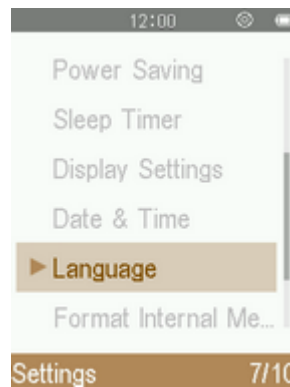 12:00
Power Saving
Sleep Timer
Display Settings
Date & Time
Language
Format Internal Me...
Settings 7/10